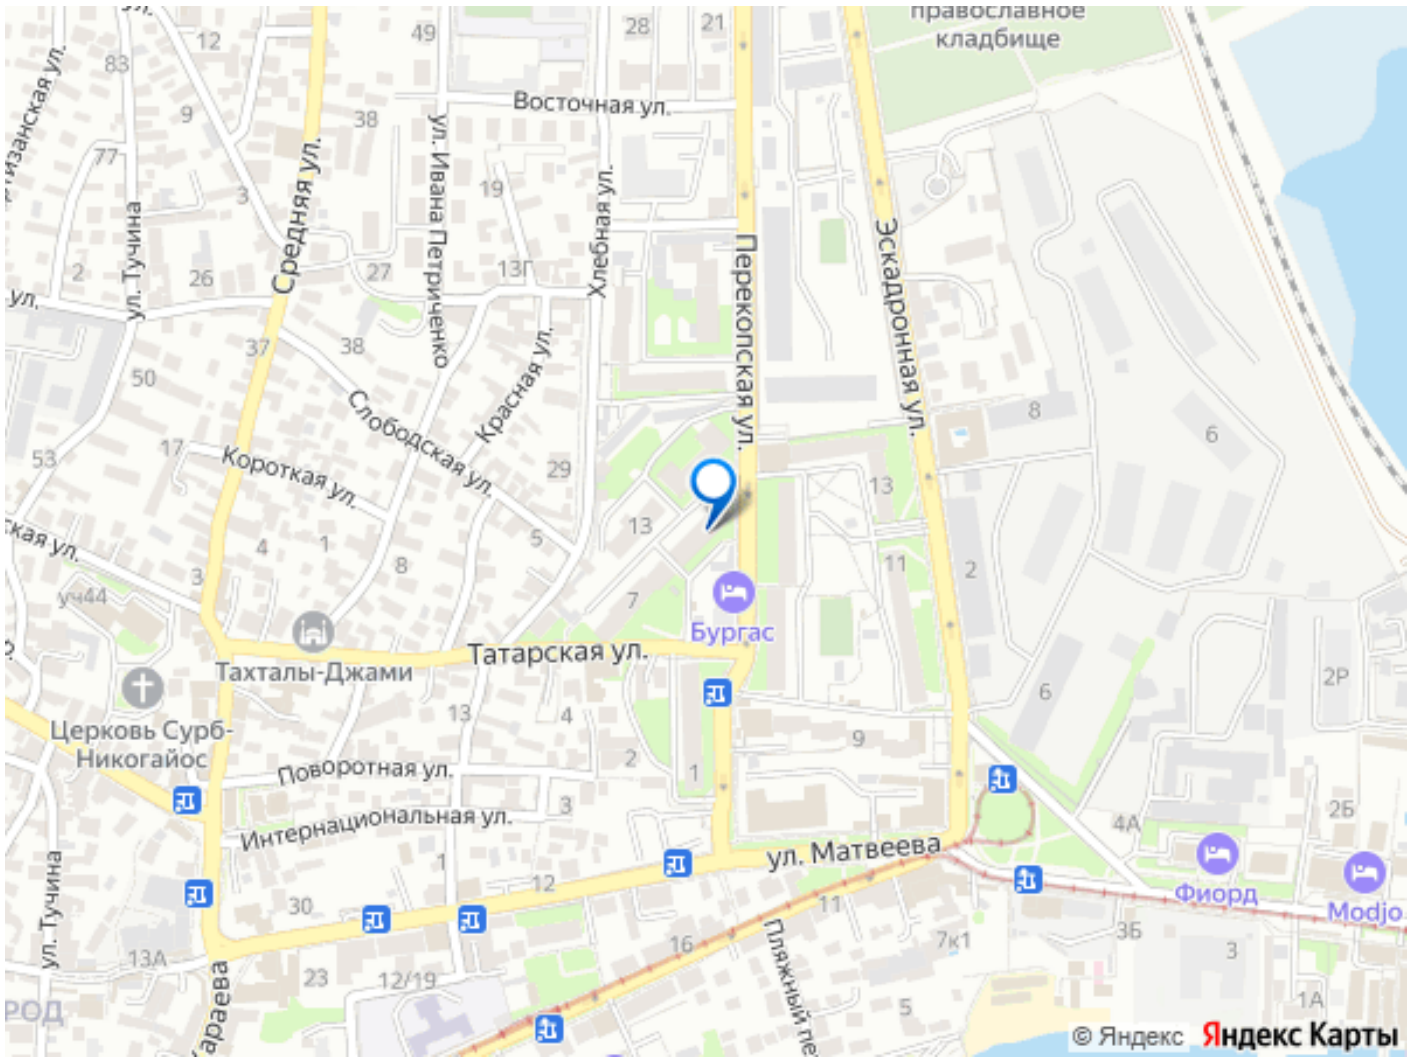 ул.
12
49
28
21
православное
кладбище
83
9
38
Восточная ул.
ул. Ивана Петриченко
77
3
Средняя ул.
19
Хлебная ул.
ул. Тучина
2
26
27
13Г
Перекопская ул.
Эскадронная ул.
ул.
37
38
Красная ул.
50
Слободская ул.
8
6
17
Короткая ул.
53
29
13
13
5
4
1
8
3
11
2
ская ул.
уч44
7
Бургас
Тахталы-Джами
Татарская ул.
Церковь Сурб-
Никогайос
13
4
2
1
9
6
2Р
Поворотная ул.
3
Интернациональная ул.
4А
2Б
ул. Матвеева
1
12
Фиорд
Modjo
ул. Тучина
30
11
16
7к1
3Б
3
13А
23
12/19
Пляжный пе
5
1А
РОД
Караева
© Яндекс Яндекс Карты